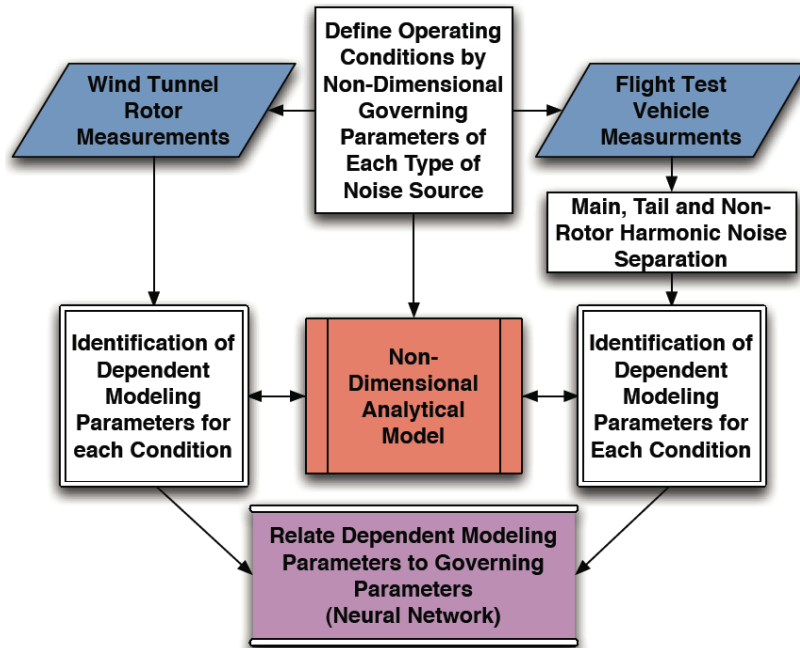 Define Operating
Conditions by
Non-Dimensional
Governing
Parameters of
Each Type of
Noise Source
Wind Tunnel
Rotor
Measurements
Flight Test
Vehicle
Measurments
Main, Tail and Non-
Rotor Harmonic Noise
Separation
Identification of
Dependent
Modeling
Parameters for
each Condition
Non-
Dimensional
Analytical
Model
Identification of
Dependent
Modeling
Parameters for
Each Condition
Relate Dependent Modeling
Parameters to Governing
Parameters
(Neural Network)